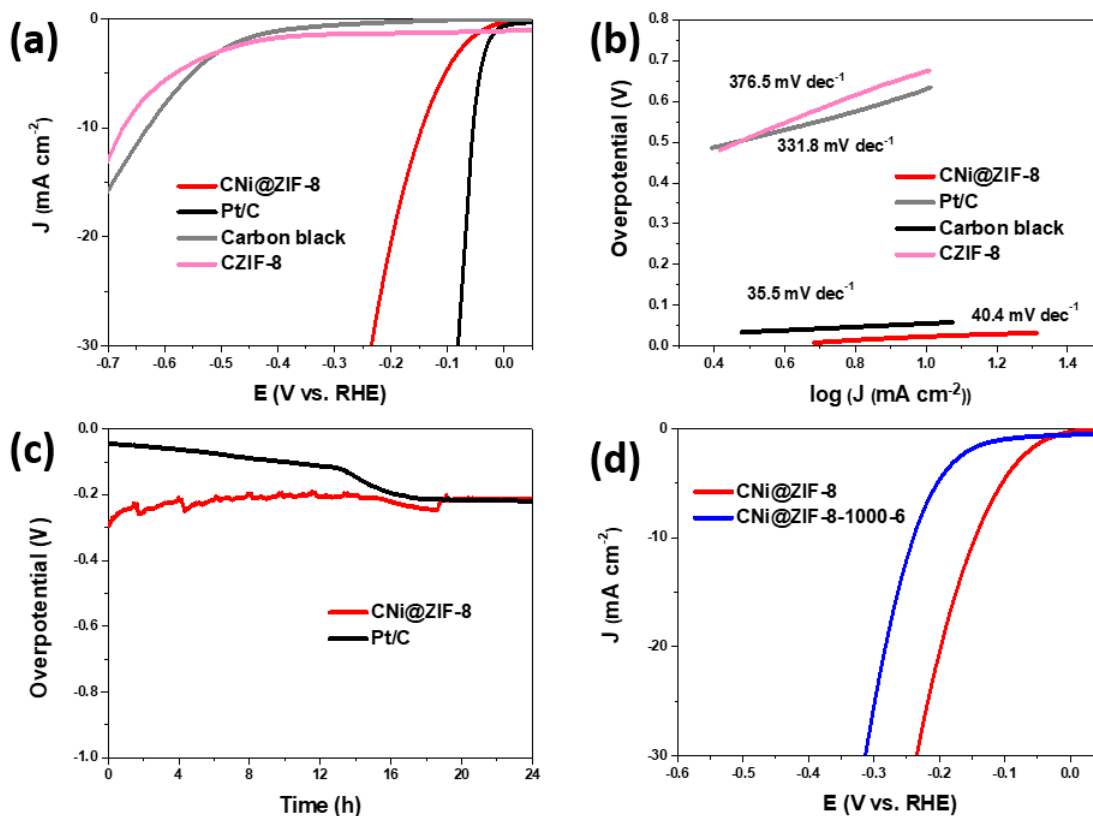 (a)
0
-10
-20
-30
J (mA cm-2)
-0.7 -0.6 -0.5 -0.4 -0.3 -0.2 -0.1 0.0
E (V vs. RHE)
CNi@ZIF-8
Pt/C
Carbon black
CZIF-8
(b)
0.8
0.7
0.6
0.5
0.4
0.3
0.2
0.1
0.0
Overpotential (V)
0.4 0.6 0.8 1.0 1.2 1.4
log (J (mA cm-2))
376.5 mV dec-1
331.8 mV dec-1
CNi@ZIF-8
Pt/C
Carbon black
CZIF-8
35.5 mV dec-1
40.4 mV dec-1
(c)
0.0
-0.2
-0.4
-0.6
-0.8
-1.0
Overpotential (V)
0 4 8 12 16 20 24
Time (h)
CNi@ZIF-8
Pt/C
(d)
0
-10
-20
-30
J (mA cm-2)
-0.6 -0.5 -0.4 -0.3 -0.2 -0.1 0.0
E (V vs. RHE)
CNi@ZIF-8
CNi@ZIF-8-1000-6